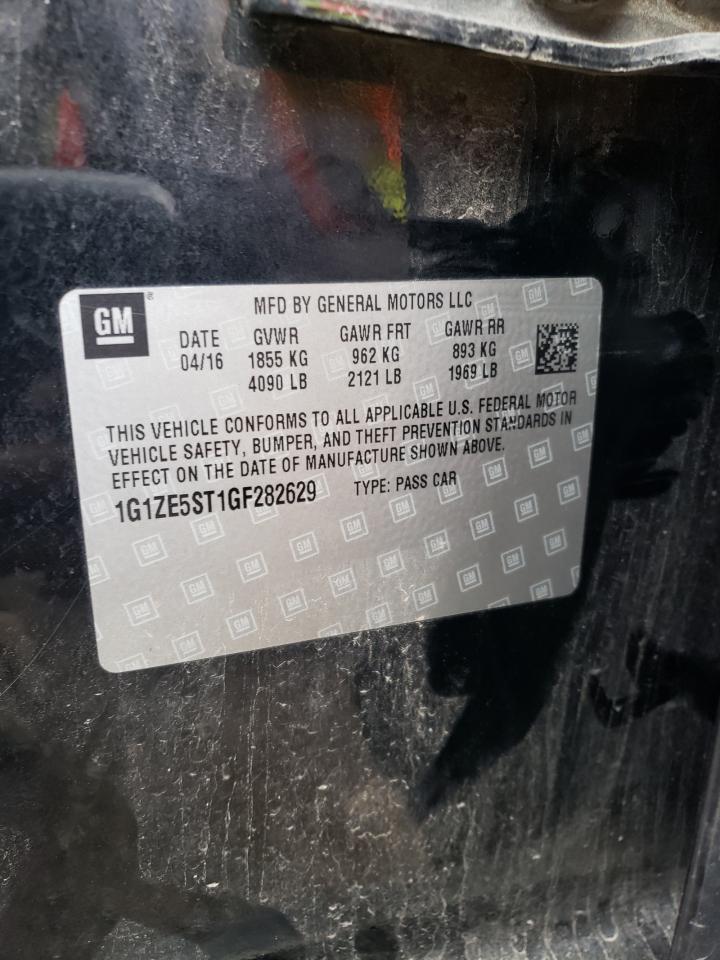 GM ®
MFD BY GENERAL MOTORS LLC
DATE GVWR GAWR FRT GAWR RR
04/16 1855 KG 962 KG 893 KG
4090 LB 2121 LB 1969 LB
THIS VEHICLE CONFORMS TO ALL APPLICABLE U.S. FEDERAL MOTOR
VEHICLE SAFETY, BUMPER, AND THEFT PREVENTION STANDARDS IN
EFFECT ON THE DATE OF MANUFACTURE SHOWN ABOVE.
1G1ZE5ST1GF282629 TYPE: PASS CAR